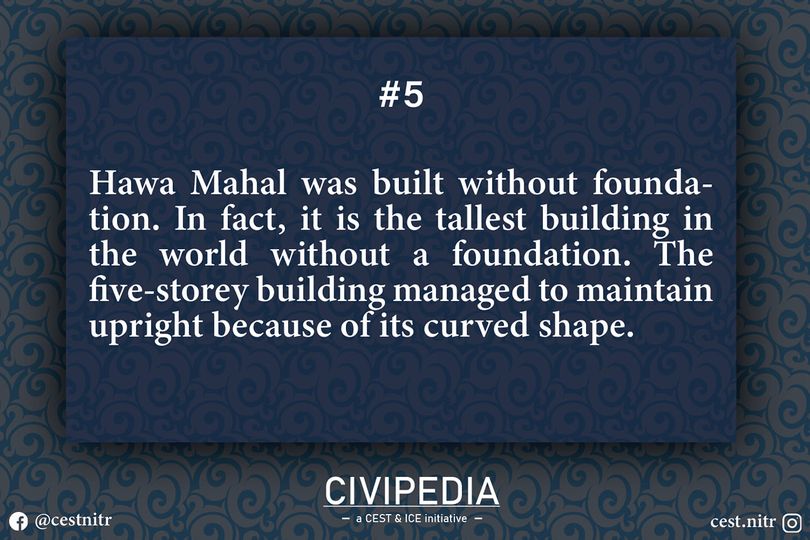 #5
Hawa Mahal was built without founda-
tion. In fact, it is the tallest building in
the world without a foundation. The
five-storey building managed to maintain
upright because of its curved shape.
CIVIPEDIA
– a CEST & ICE initiative –
@cestnitr
cest.nitr